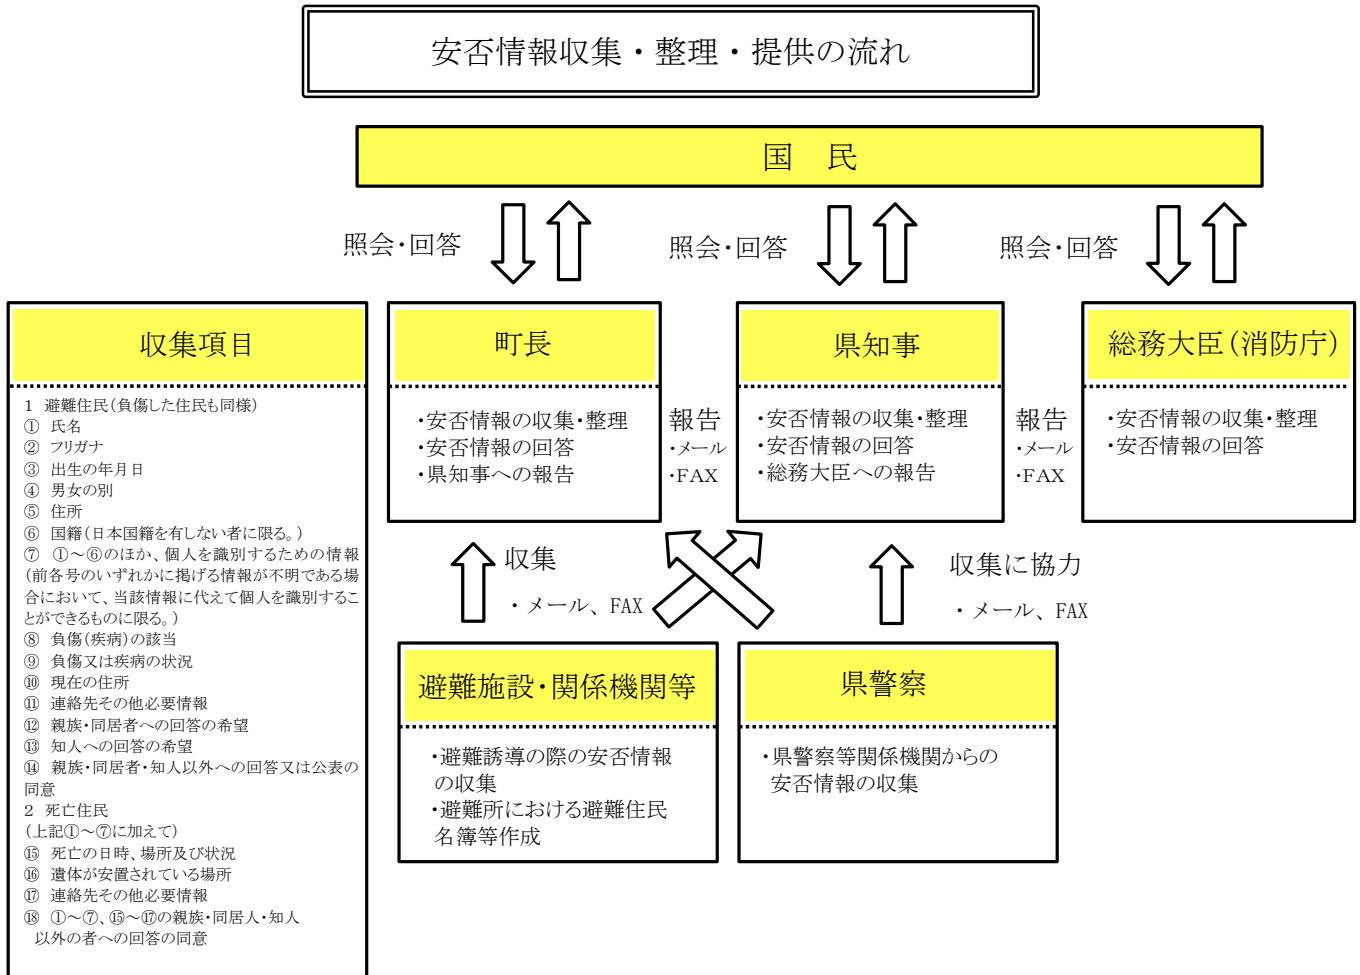 安否情報収集・整理・提供の流れ
国　民
照会・回答
照会・回答
照会・回答
収集項目
1 避難住民(負傷した住民も同様)
① 氏名
② フリガナ
③ 出生の年月日
④ 男女の別
⑤ 住所
⑥ 国籍(日本国籍を有しない者に限る。)
⑦ ①～⑥のほか、個人を識別するための情報
(前各号のいずれかに掲げる情報が不明である場
合において、当該情報に代えて個人を識別するこ
とができるものに限る。)
⑧ 負傷(疾病)の該当
⑨ 負傷又は疾病の状況
⑩ 現在の住所
⑪ 連絡先その他必要情報
⑫ 親族・同居者への回答の希望
⑬ 知人への回答の希望
⑭ 親族・同居者・知人以外への回答又は公表の
同意
2 死亡住民
(上記①～⑦に加えて)
⑮ 死亡の日時、場所及び状況
⑯ 遺体が安置されている場所
⑰ 連絡先その他必要情報
⑱ ①～⑦、⑮～⑰の親族・同居人・知人
以外の者への回答の同意
町長
・安否情報の収集・整理
・安否情報の回答
・県知事への報告
報告
・メール
・FAX
県知事
・安否情報の収集・整理
・安否情報の回答
・総務大臣への報告
報告
・メール
・FAX
総務大臣(消防庁)
・安否情報の収集・整理
・安否情報の回答
収集
・メール、FAX
収集に協力
・メール、FAX
避難施設・関係機関等
・避難誘導の際の安否情報
の収集
・避難所における避難住民
名簿等作成
県警察
・県警察等関係機関からの
安否情報の収集